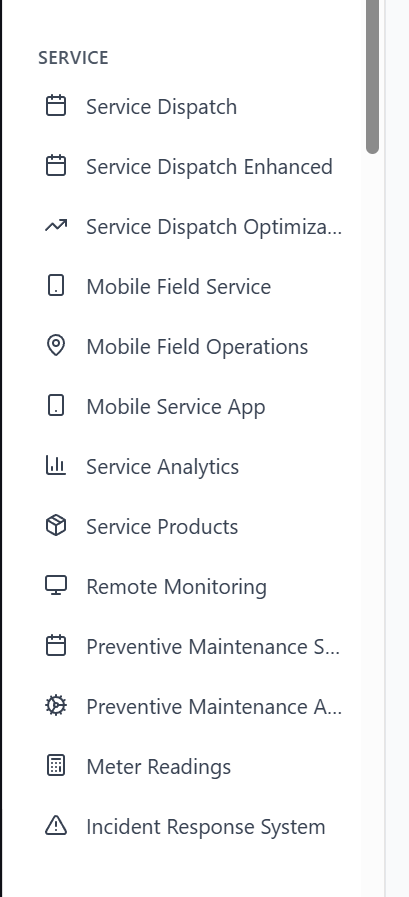 SERVICE
Service Dispatch
Service Dispatch Enhanced
Service Dispatch Optimiza...
Mobile Field Service
Mobile Field Operations
Mobile Service App
Service Analytics
Service Products
Remote Monitoring
Preventive Maintenance S...
Preventive Maintenance A...
Meter Readings
Incident Response System